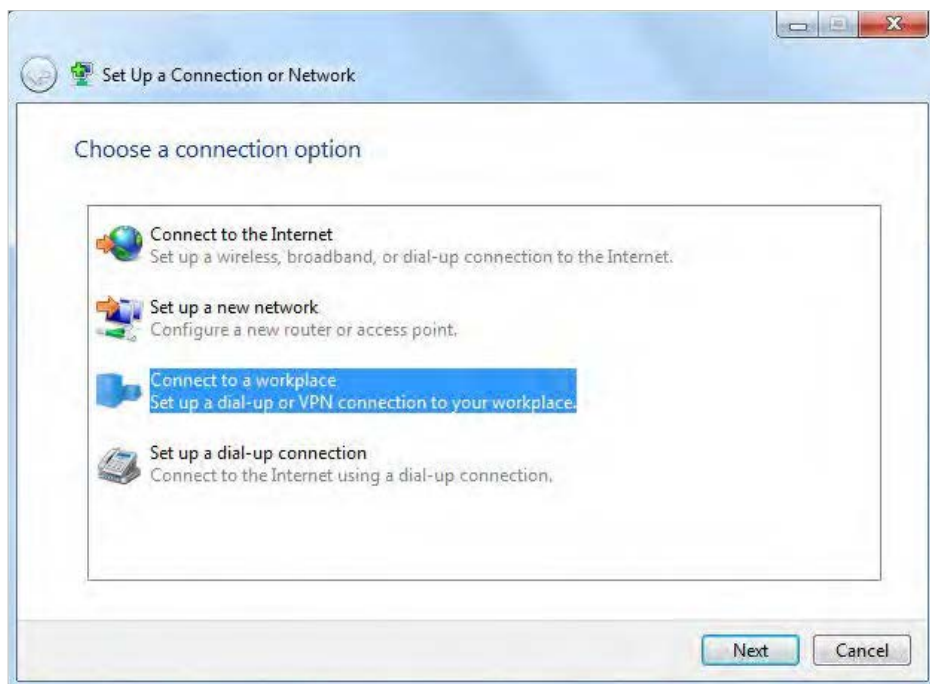 Set Up a Connection or Network
Choose a connection option
Connect to the Internet
Set up a wireless, broadband, or dial-up connection to the Internet.
Set up a new network
Configure a new router or access point.
Connect to a workplace
Set up a dial-up or VPN connection to your workplace.
Set up a dial-up connection
Connect to the Internet using a dial-up connection.
Next
Cancel